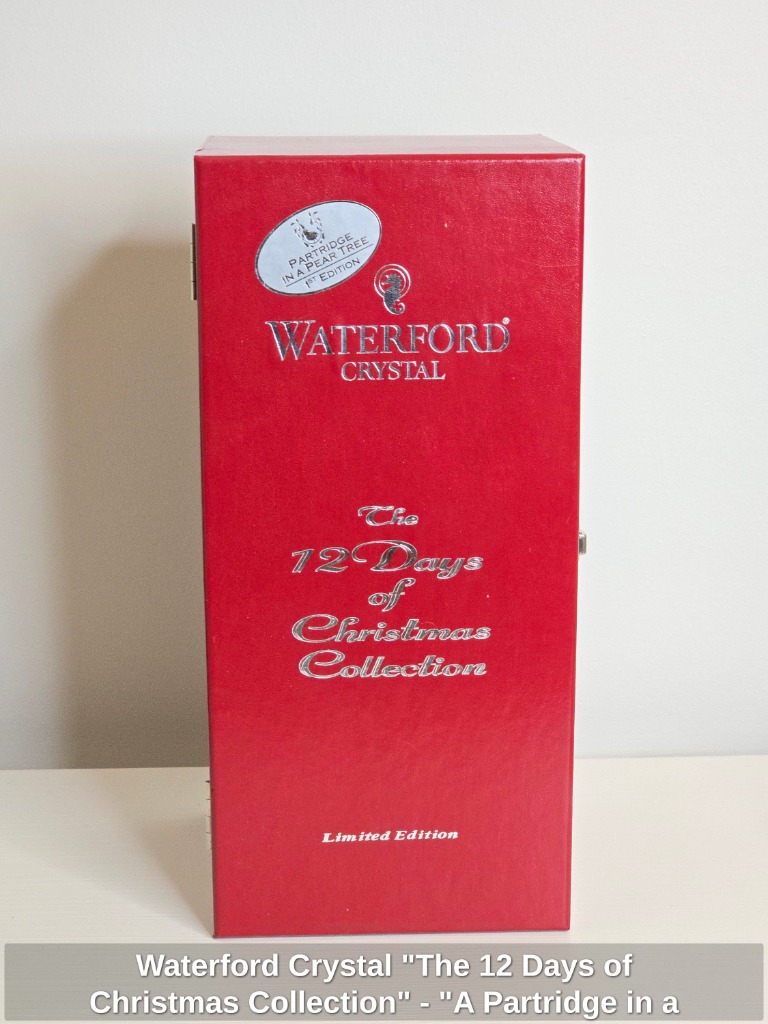 PARTRIDGE
IN A PEAR TREE
1ST EDITION
WATERFORD®
CRYSTAL
The
12 Days
of
Christmas
Collection
Limited Edition
Waterford Crystal "The 12 Days of
Christmas Collection" - "A Partridge in a